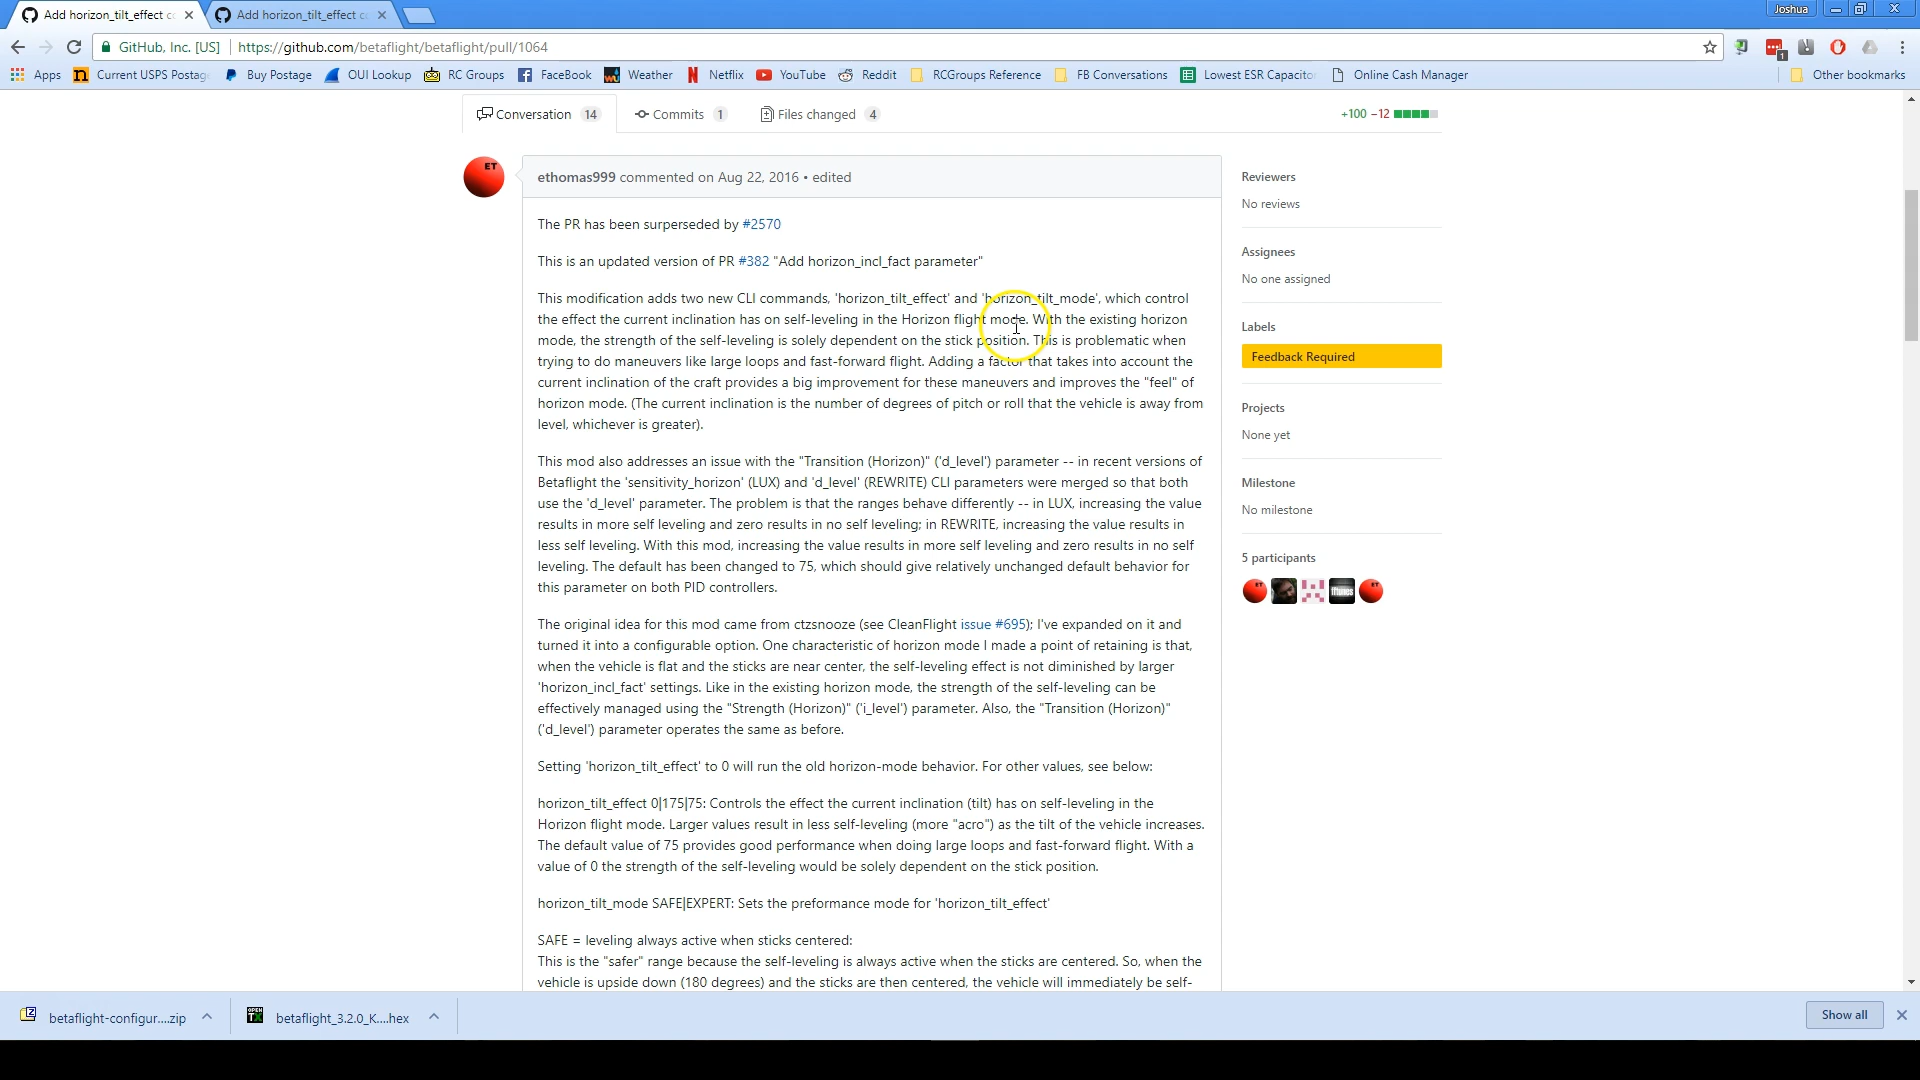 Add horizon_tilt_effect c
Add horizon_tilt_effect c
Joshua
GitHub, Inc. [US]
https://github.com/betaflight/betaflight/pull/1064
1
Apps
Current USPS Postag
Buy Postage
OUI Lookup
RC Groups
FaceBook
Weather
Netflix
YouTube
Reddit
RCGroups Reference
FB Conversations
Lowest ESR Capacito
Online Cash Manager
Other bookmarks
Conversation 14
Commits 1
Files changed 4
+100 −12
ET
ethomas999 commented on Aug 22, 2016 • edited
The PR has been surperseded by #2570
This is an updated version of PR #382 "Add horizon_incl_fact parameter"
This modification adds two new CLI commands, 'horizon_tilt_effect' and 'horizon_tilt_mode', which control
the effect the current inclination has on self-leveling in the Horizon flight mode. With the existing horizon
mode, the strength of the self-leveling is solely dependent on the stick position. This is problematic when
trying to do maneuvers like large loops and fast-forward flight. Adding a factor that takes into account the
current inclination of the craft provides a big improvement for these maneuvers and improves the "feel" of
horizon mode. (The current inclination is the number of degrees of pitch or roll that the vehicle is away from
level, whichever is greater).
This mod also addresses an issue with the "Transition (Horizon)" ('d_level') parameter -- in recent versions of
Betaflight the 'sensitivity_horizon' (LUX) and 'd_level' (REWRITE) CLI parameters were merged so that both
use the 'd_level' parameter. The problem is that the ranges behave differently -- in LUX, increasing the value
results in more self leveling and zero results in no self leveling; in REWRITE, increasing the value results in
less self leveling. With this mod, increasing the value results in more self leveling and zero results in no self
leveling. The default has been changed to 75, which should give relatively unchanged default behavior for
this parameter on both PID controllers.
The original idea for this mod came from ctzsnooze (see CleanFlight issue #695); I've expanded on it and
turned it into a configurable option. One characteristic of horizon mode I made a point of retaining is that,
when the vehicle is flat and the sticks are near center, the self-leveling effect is not diminished by larger
'horizon_incl_fact' settings. Like in the existing horizon mode, the strength of the self-leveling can be
effectively managed using the "Strength (Horizon)" ('i_level') parameter. Also, the "Transition (Horizon)"
('d_level') parameter operates the same as before.
Setting 'horizon_tilt_effect' to 0 will run the old horizon-mode behavior. For other values, see below:
horizon_tilt_effect 0|175|75: Controls the effect the current inclination (tilt) has on self-leveling in the
Horizon flight mode. Larger values result in less self-leveling (more "acro") as the tilt of the vehicle increases.
The default value of 75 provides good performance when doing large loops and fast-forward flight. With a
value of 0 the strength of the self-leveling would be solely dependent on the stick position.
horizon_tilt_mode SAFE|EXPERT: Sets the preformance mode for 'horizon_tilt_effect'
SAFE = leveling always active when sticks centered:
This is the "safer" range because the self-leveling is always active when the sticks are centered. So, when the
vehicle is upside down (180 degrees) and the sticks are then centered, the vehicle will immediately be self-
Reviewers
No reviews
Assignees
No one assigned
Labels
Feedback Required
Projects
None yet
Milestone
No milestone
5 participants
ET
ET
betaflight-configur....zip
OPEN TX
betaflight_3.2.0_K....hex
Show all